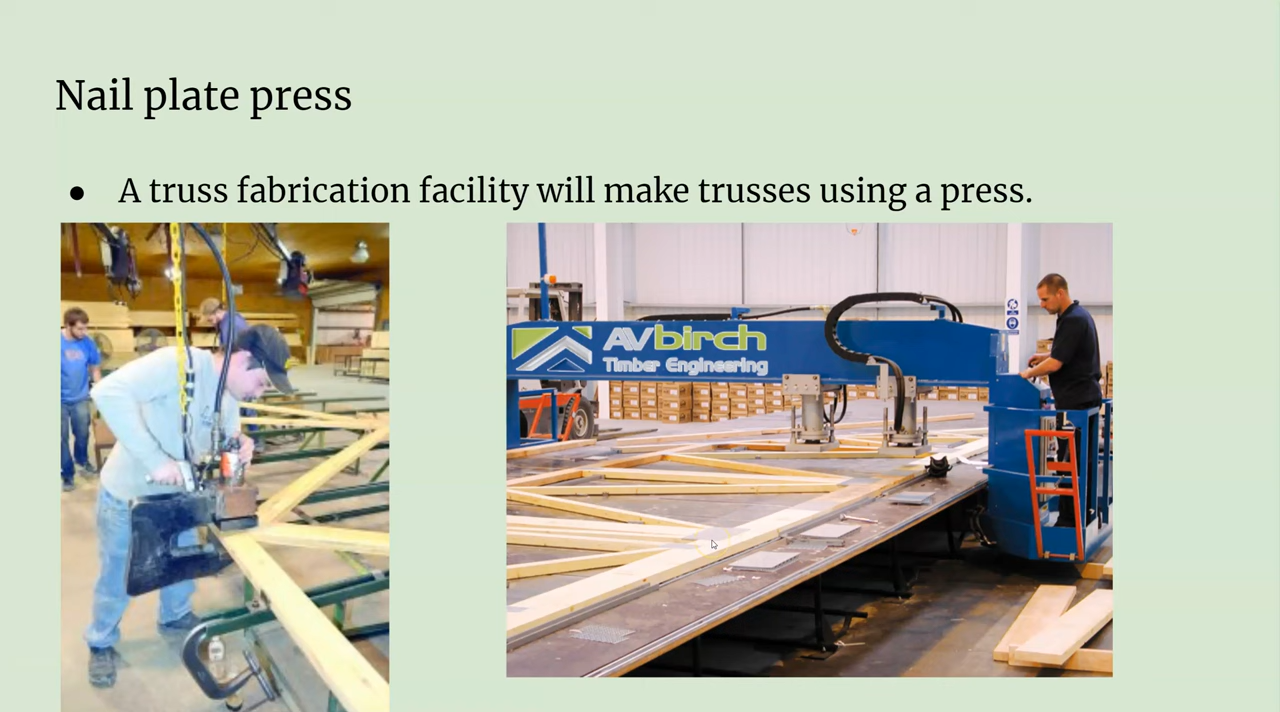 Nail plate press
● A truss fabrication facility will make trusses using a press.
AVbirch
Timber Engineering